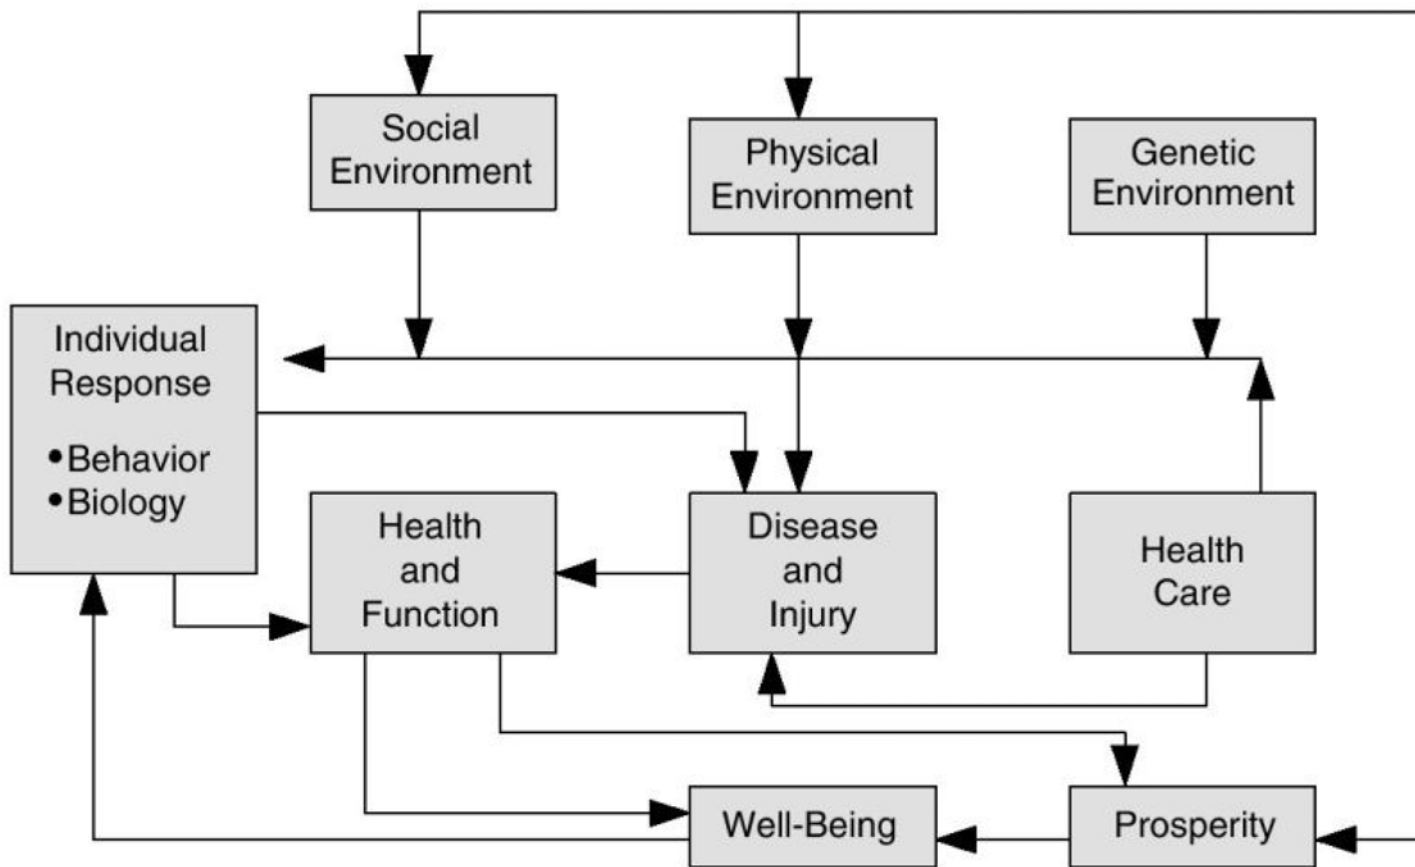 Social
Environment
Physical
Environment
Genetic
Environment
Individual
Response
•Behavior
•Biology
Health
and
Function
Disease
and
Injury
Health
Care
Well-Being
Prosperity